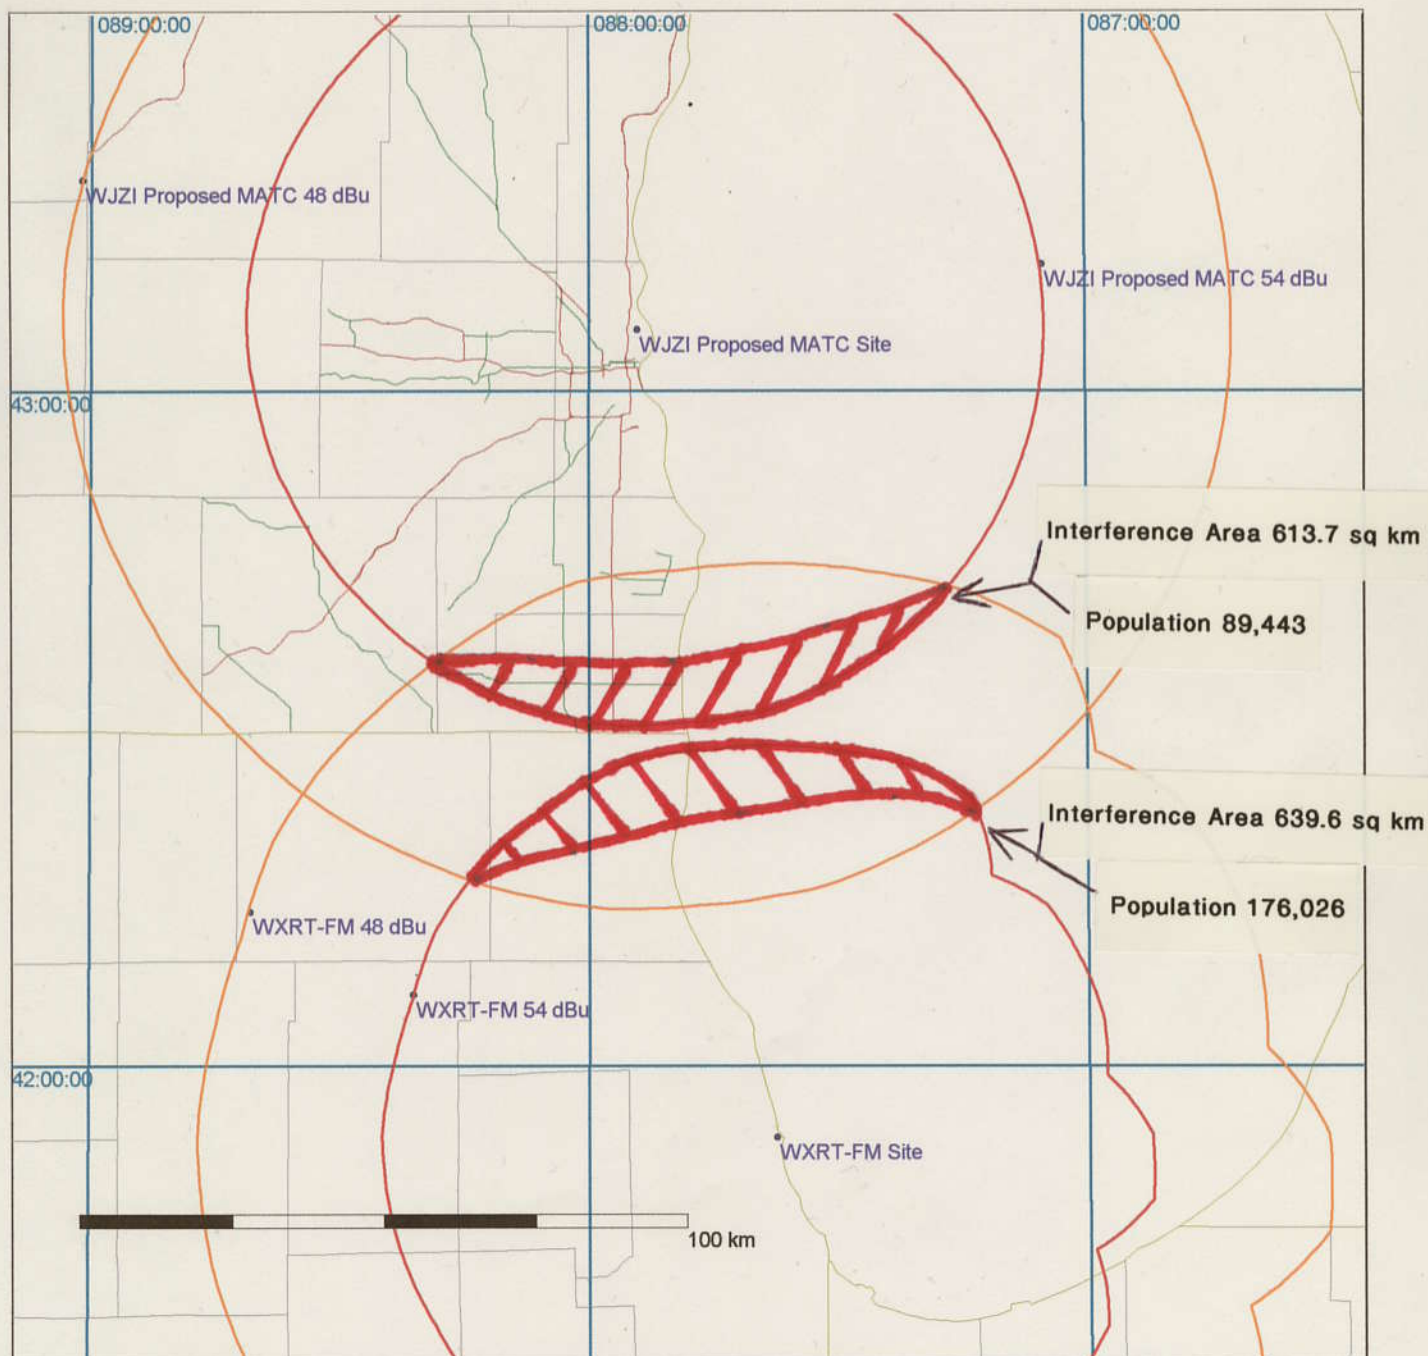 089:00:00
088:00:00
087:00:00
WJZI Proposed MATC 48 dBu
WJZI Proposed MATC 54 dBu
WJZI Proposed MATC Site
43:00:00
Interference Area 613.7 sq km
Population 89,443
Interference Area 639.6 sq km
Population 176,026
WXRT-FM 48 dBu
WXRT-FM 54 dBu
42:00:00
WXRT-FM Site
100 km